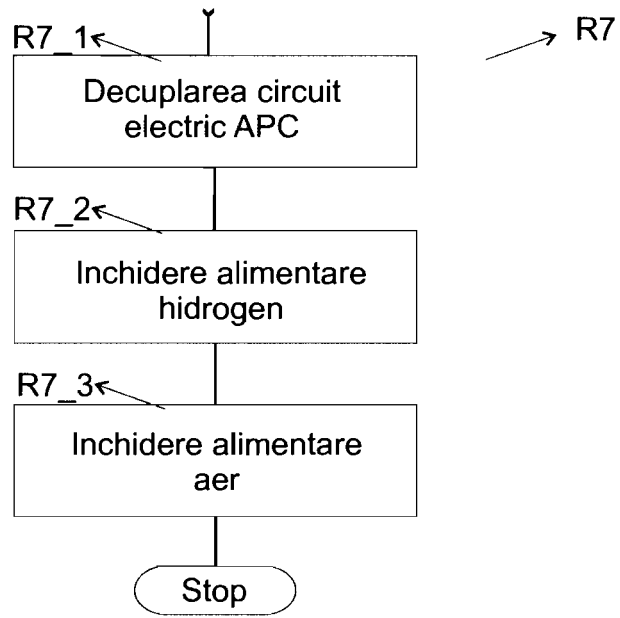 R7_1
R7
Decuplarea circuit
electric APC
R7_2
Inchidere alimentare
hidrogen
R7_3
Inchidere alimentare
aer
Stop